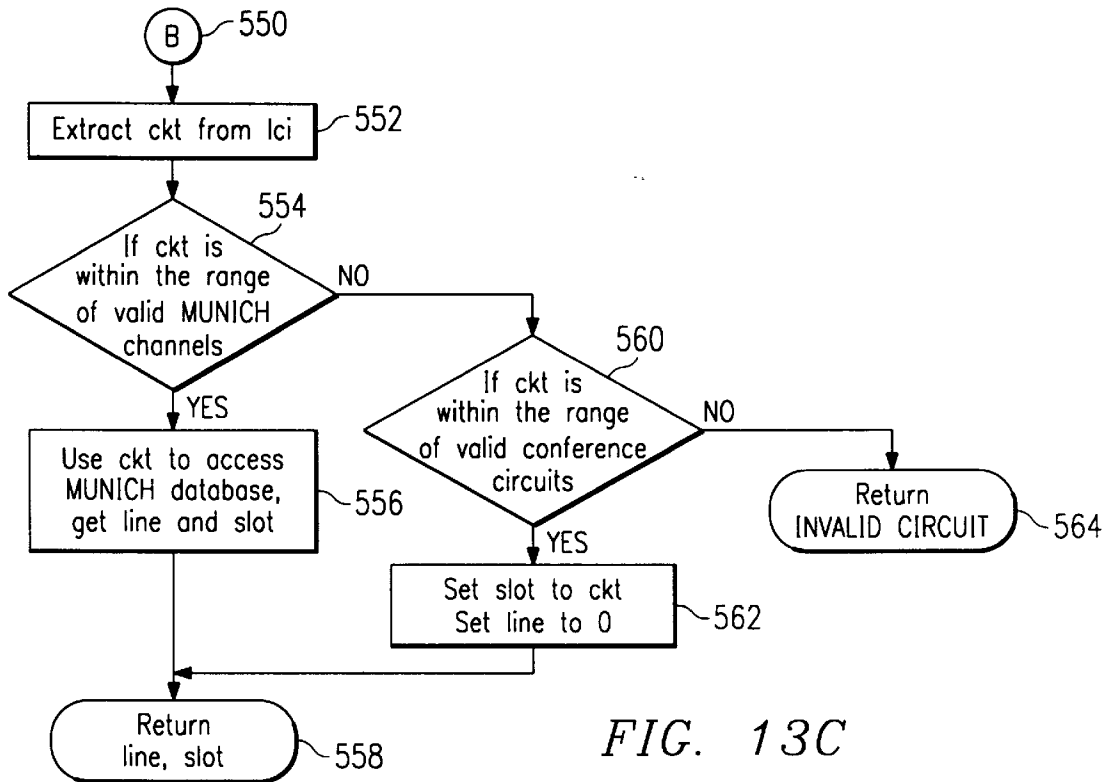 B
550
Extract ckt from lci
552
554
If ckt is
within the range
of valid MUNICH
channels
NO
YES
560
If ckt is
within the range
of valid conference
circuits
NO
YES
Use ckt to access
MUNICH database,
get line and slot
556
Return
INVALID CIRCUIT
564
Set slot to ckt
Set line to 0
562
Return
line, slot
558
FIG. 13C